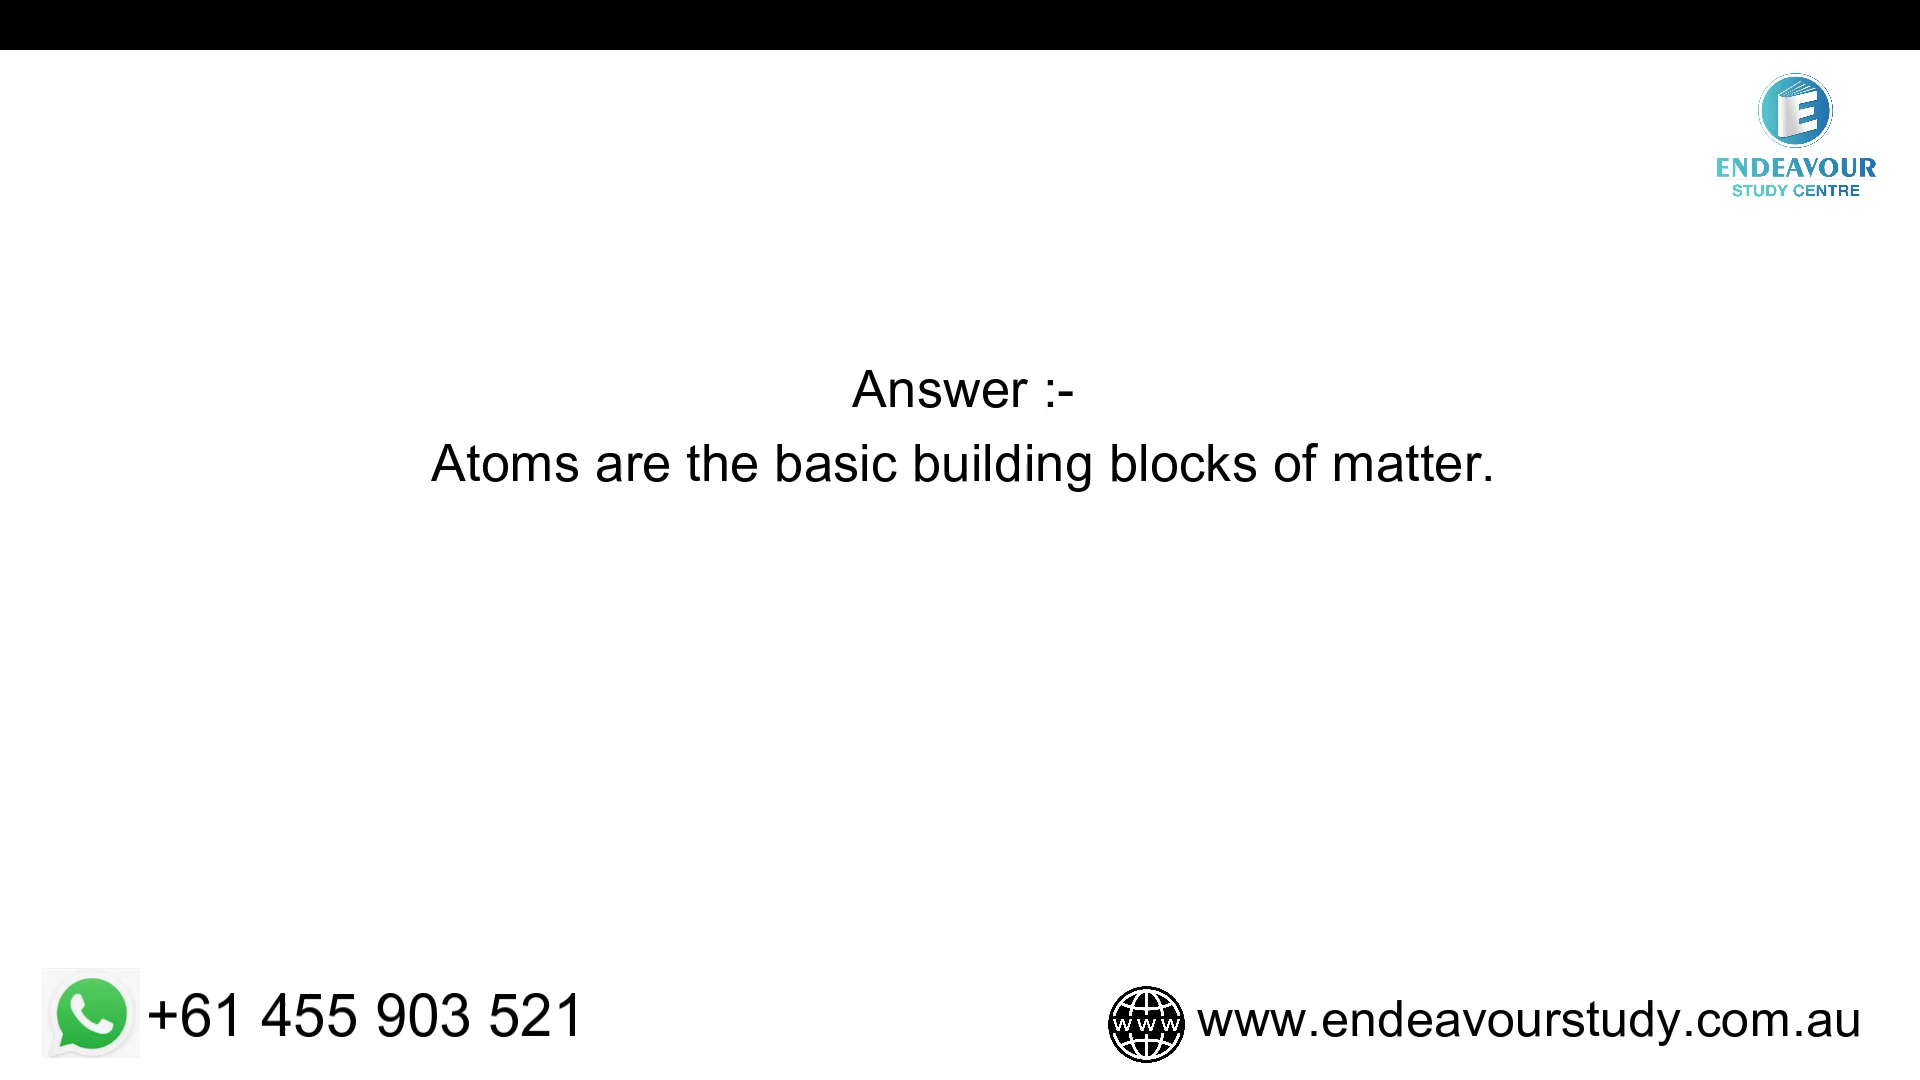 E
ENDEAVOUR
STUDY CENTRE
Answer :-
Atoms are the basic building blocks of matter.
+61 455 903 521
www www.endeavourstudy.com.au